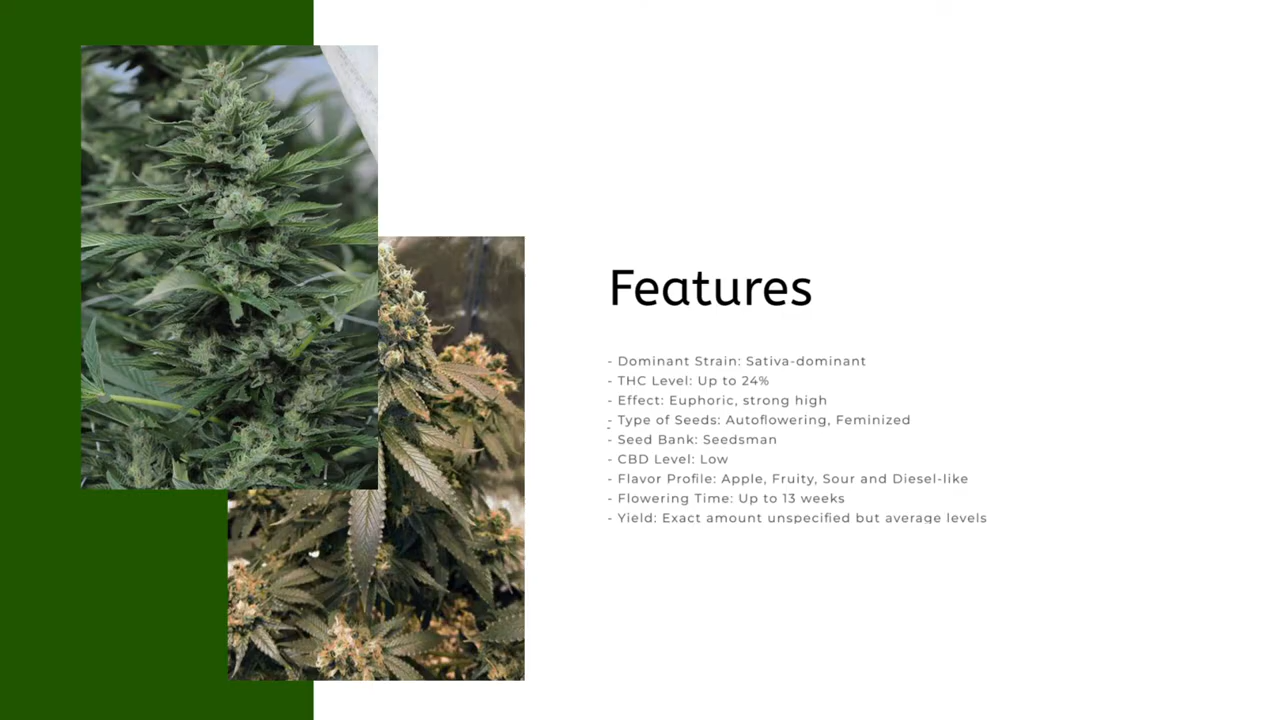 Features
- Dominant Strain: Sativa-dominant
- THC Level: Up to 24%
- Effect: Euphoric, strong high
- Type of Seeds: Autoflowering, Feminized
- Seed Bank: Seedsman
- CBD Level: Low
- Flavor Profile: Apple, Fruity, Sour and Diesel-like
- Flowering Time: Up to 13 weeks
- Yield: Exact amount unspecified but average levels